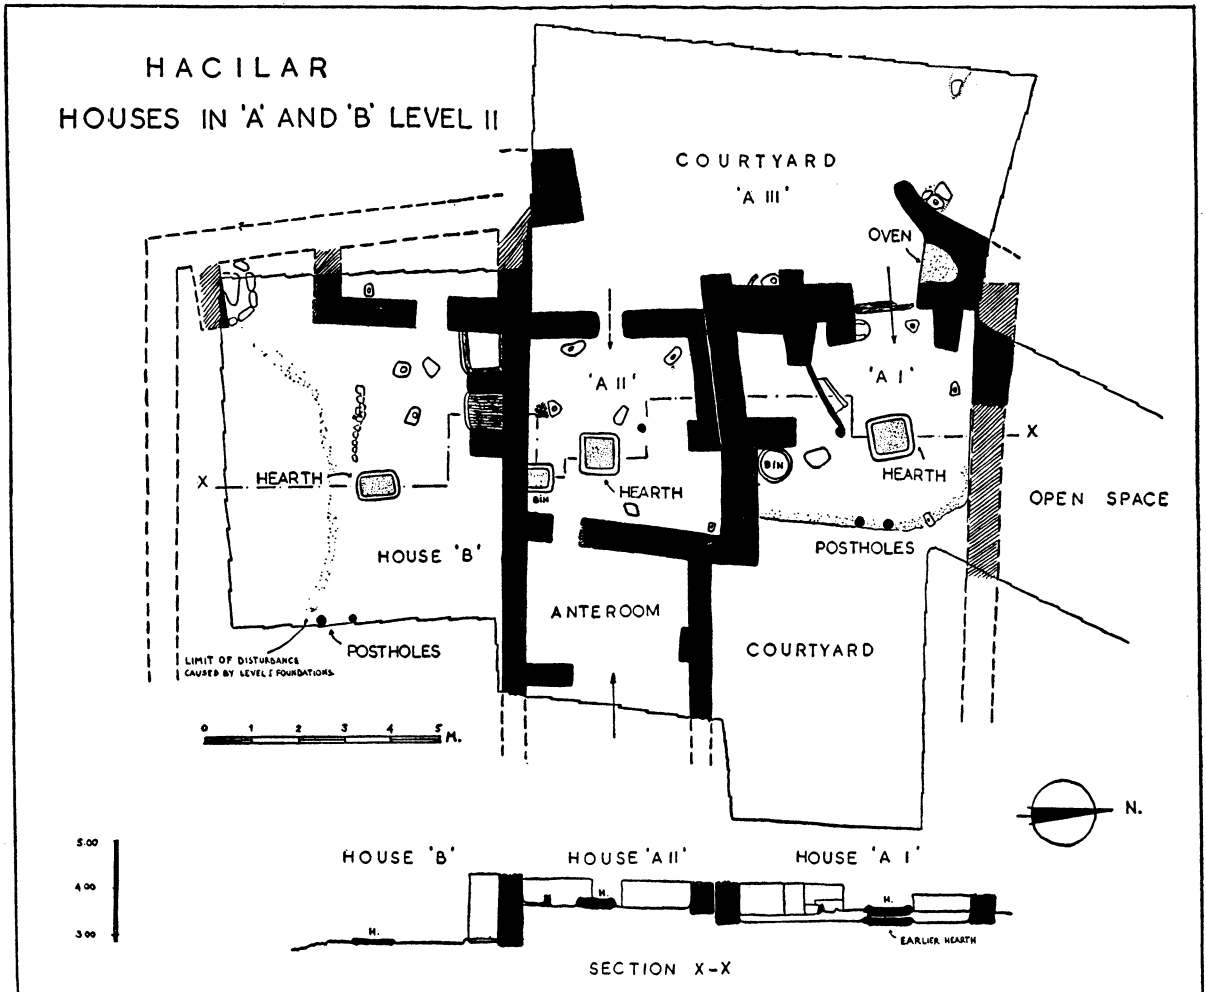 HACILAR
HOUSES IN 'A' AND 'B' LEVEL II
COURTYARD
'A III'
OVEN
'A II'
'A I'
X
X
HEARTH
BIN
HEARTH
BIN
HEARTH
OPEN SPACE
HOUSE 'B'
POSTHOLES
ANTEROOM
COURTYARD
POSTHOLES
LIMIT OF DISTURBANCE
CAUSED BY LEVEL I FOUNDATIONS.
0 1 2 3 4 5 M.
N.
5.00
4.00
3.00
HOUSE 'B'
HOUSE 'A II'
HOUSE 'A I'
H.
H.
H.
EARLIER HEARTH
SECTION X-X